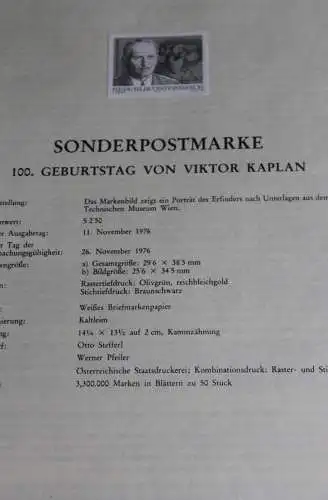 SONDERPOSTMARKE
100. GEBURTSTAG VON VIKTOR KAPLAN
Das Markenbild zeigt ein Porträt des Erfinders nach Unterlagen aus dem
Technischen Museum Wien.
S 2'50
Ausgabetag: 11. November 1976
Tag der
26. November 1976
a) Gesamtgröße: 29'6 × 38'5 mm
b) Bildgröße: 25'6 × 34'5 mm
Rastertiefdruck: Olivgrün, reichbleichgold
Stichtiefdruck: Braunschwarz
Weißes Briefmarkenpapier
Kaltleim
14¼ × 13½ auf 2 cm, Kammzähnung
Otto Stefferl
Werner Pfeiler
Österreichische Staatsdruckerei; Kombinationsdruck: Raster- und
3,300.000 Marken in Blättern zu 50 Stück